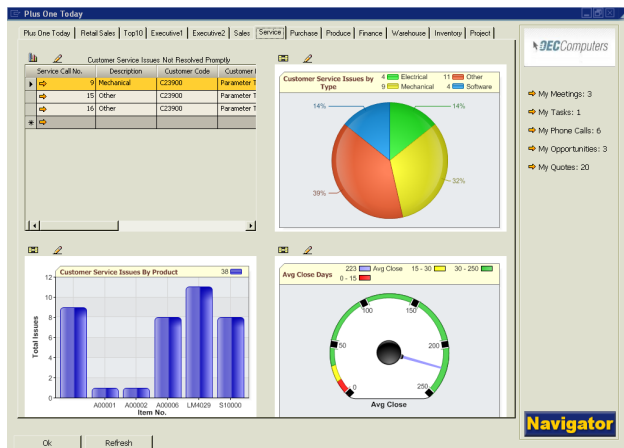 Plus One Today
Plus One Today Retail Sales Top10 Executive1 Executive2 Sales Service Purchase Produce Finance Warehouse Inventory Project
Customer Service Issues Not Resolved Promptly
Service Call No. Description Customer Code Customer
9 Mechanical C23900 Parameter T
15 Other C23900 Parameter T
16 Other C23900 Parameter T
Customer Service Issues by Type
4 Electrical 11 Other
9 Mechanical 4 Software
14% 14%
32%
39%
Customer Service Issues By Product 38
Total Issues
12
10
8
6
4
2
0
A00001 A00002 A00006 LM4029 S10000
Item No.
Avg Close Days
223 Avg Close 15 - 30 30 - 250
0 - 15
0 50 100 150 200 250
Avg Close
OEC Computers
My Meetings: 3
My Tasks: 1
My Phone Calls: 6
My Opportunities: 3
My Quotes: 20
Navigator
Ok Refresh